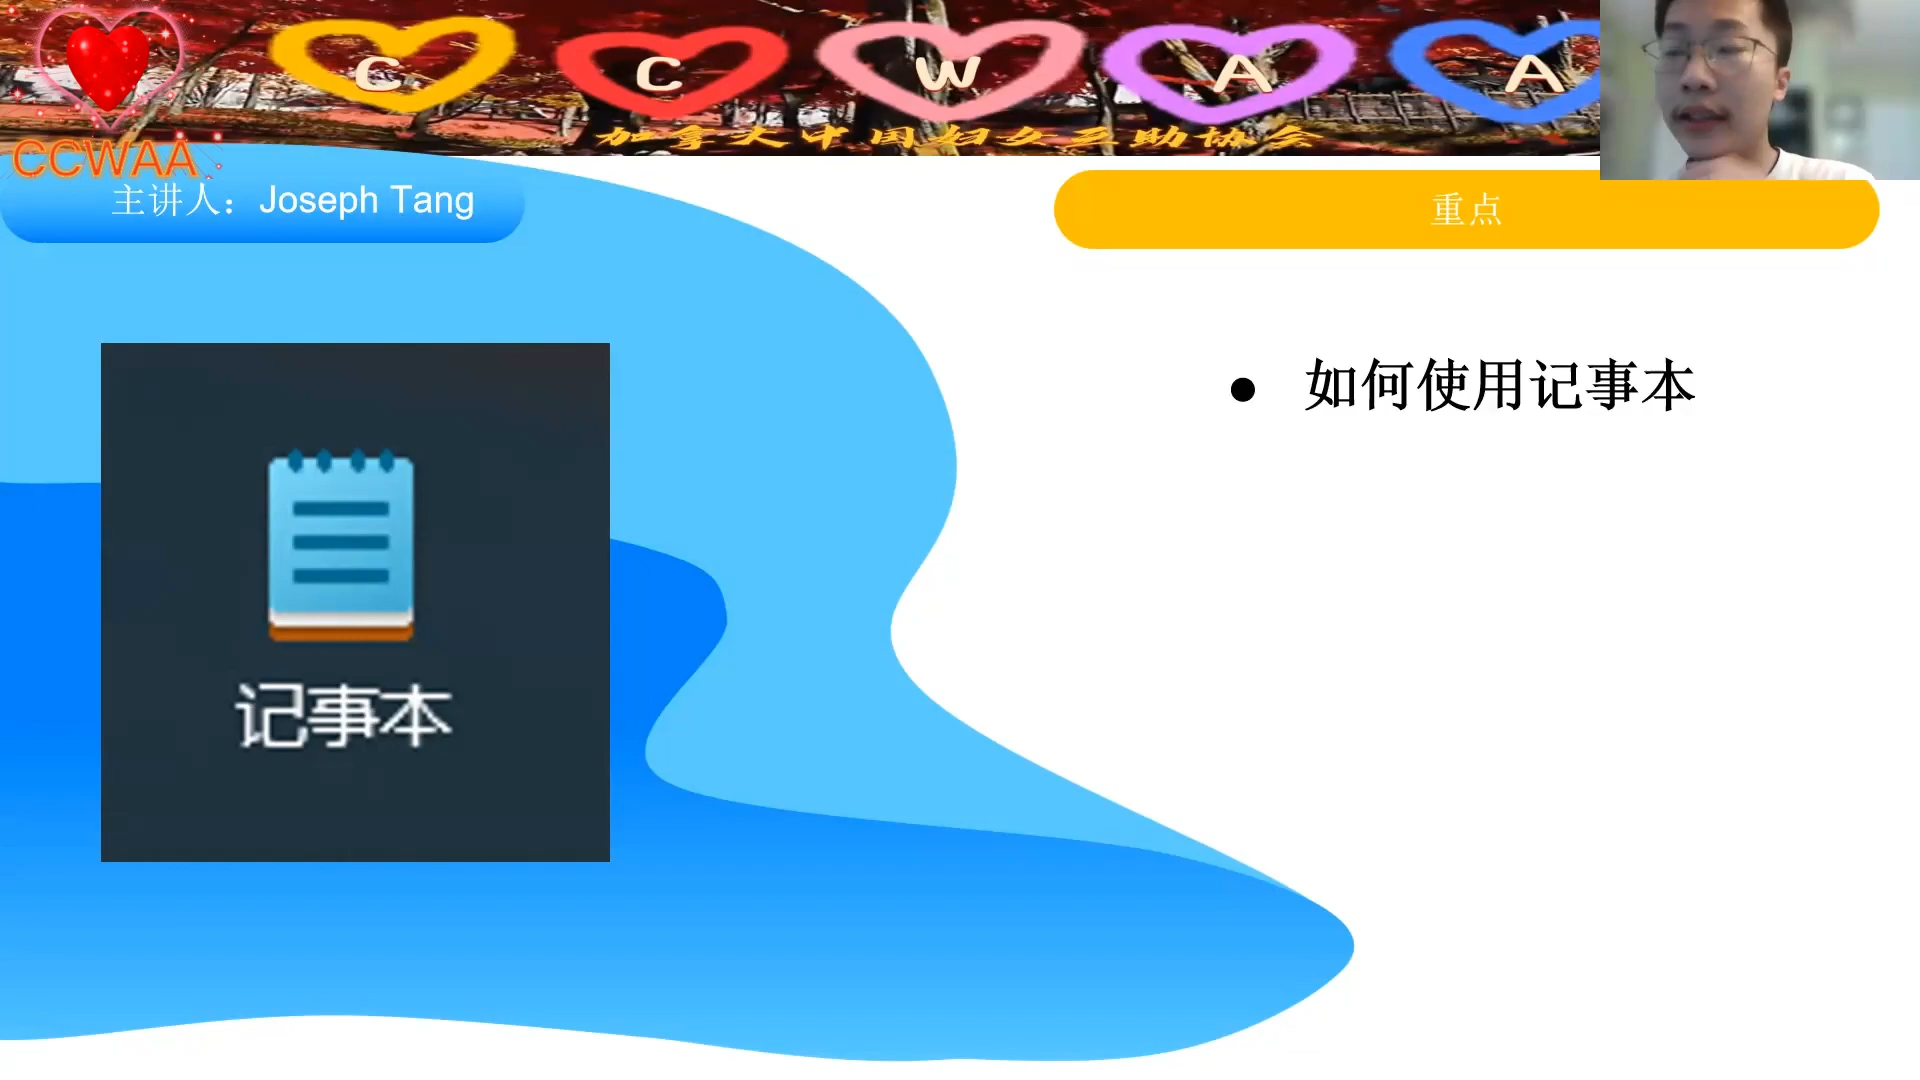 C C W A A
加拿大中国妇女互助协会
CCWAA
主讲人：Joseph Tang
重点
● 如何使用记事本
记事本